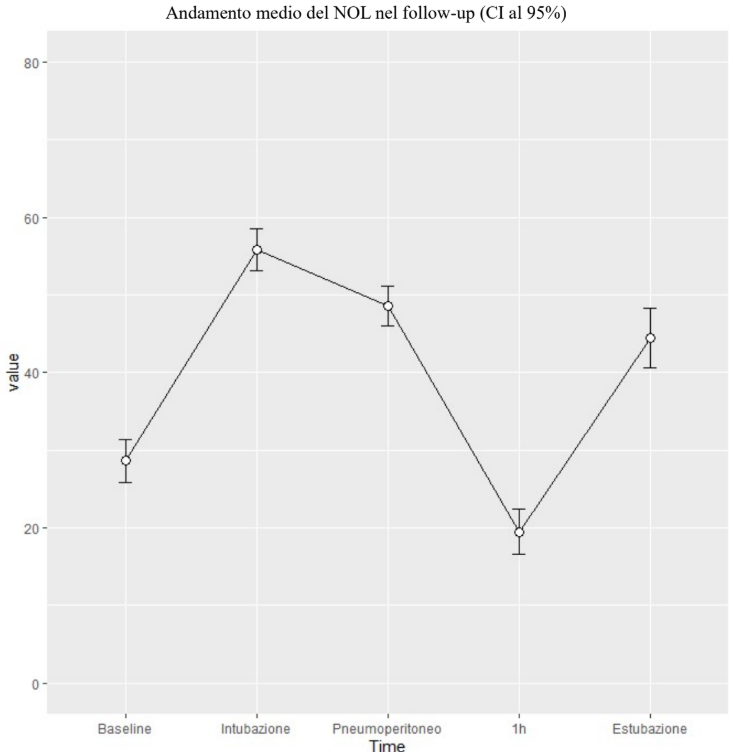 Andamento medio del NOL nel follow-up (CI al 95%)
80
60
40
20
0
value
Baseline Intubazione Pneumoperitoneo 1h Estubazione
Time